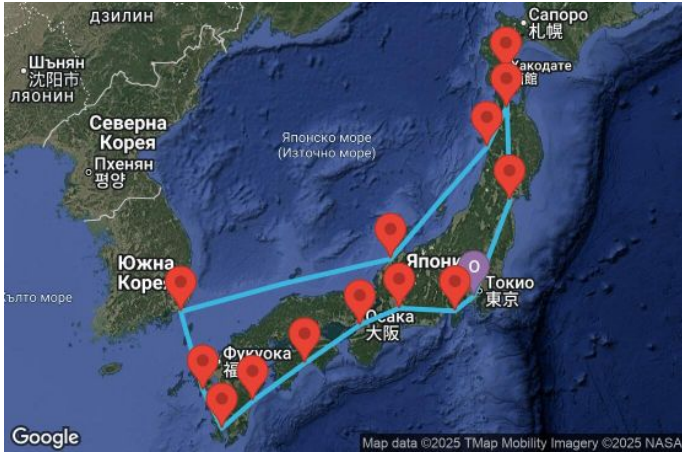 дзилин
Сапоро
札幌
Шънян
沈阳市
ляонин
Хакодате
館
Северна
Корея
Японско море
(Източно море)
Пхенян
평양
Южна
Коре
Япони
О
Токио
東京
ълто море
Осака
大阪
Фукуока
福
Google
Map data ©2025 TMap Mobility Imagery ©2025 NASA